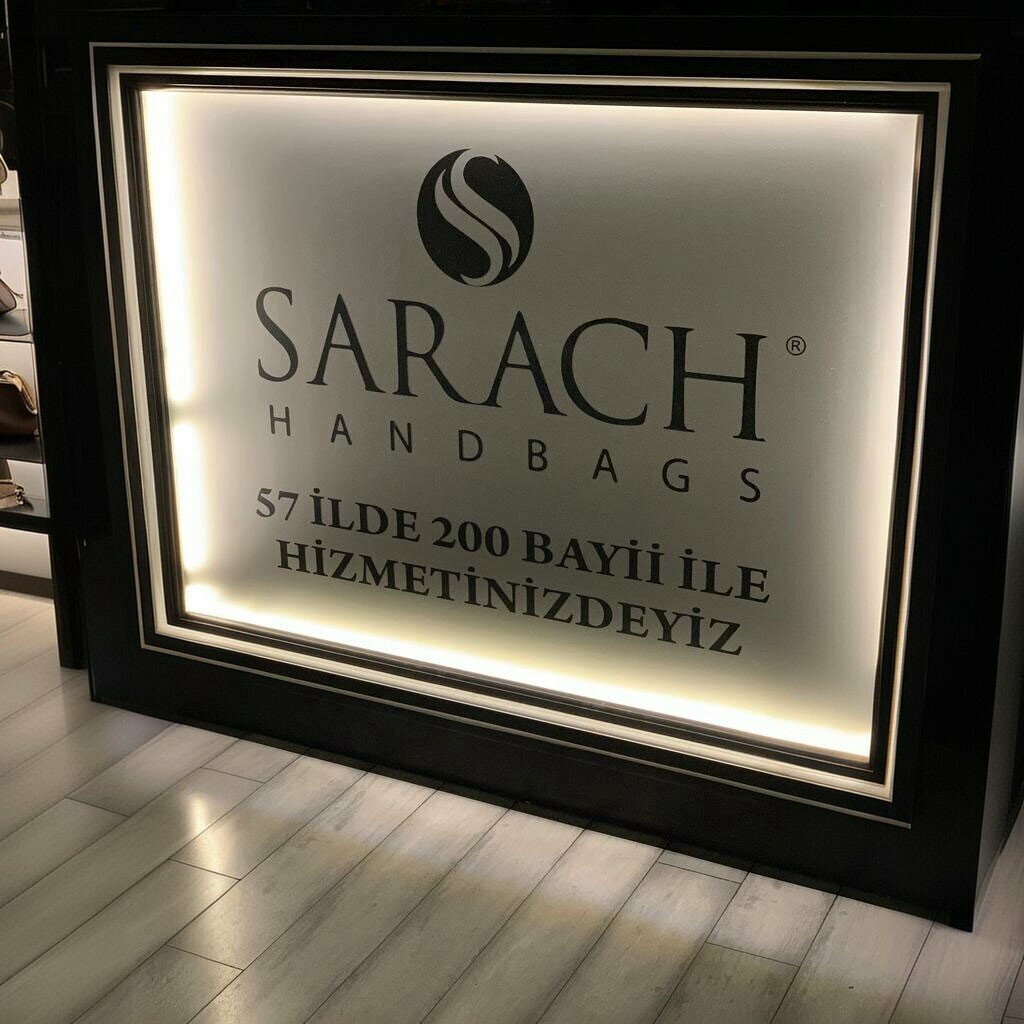 SARACH®
HANDBAGS
57 İLDE 200 BAYİİ İLE
HİZMETİNİZDEYİZ